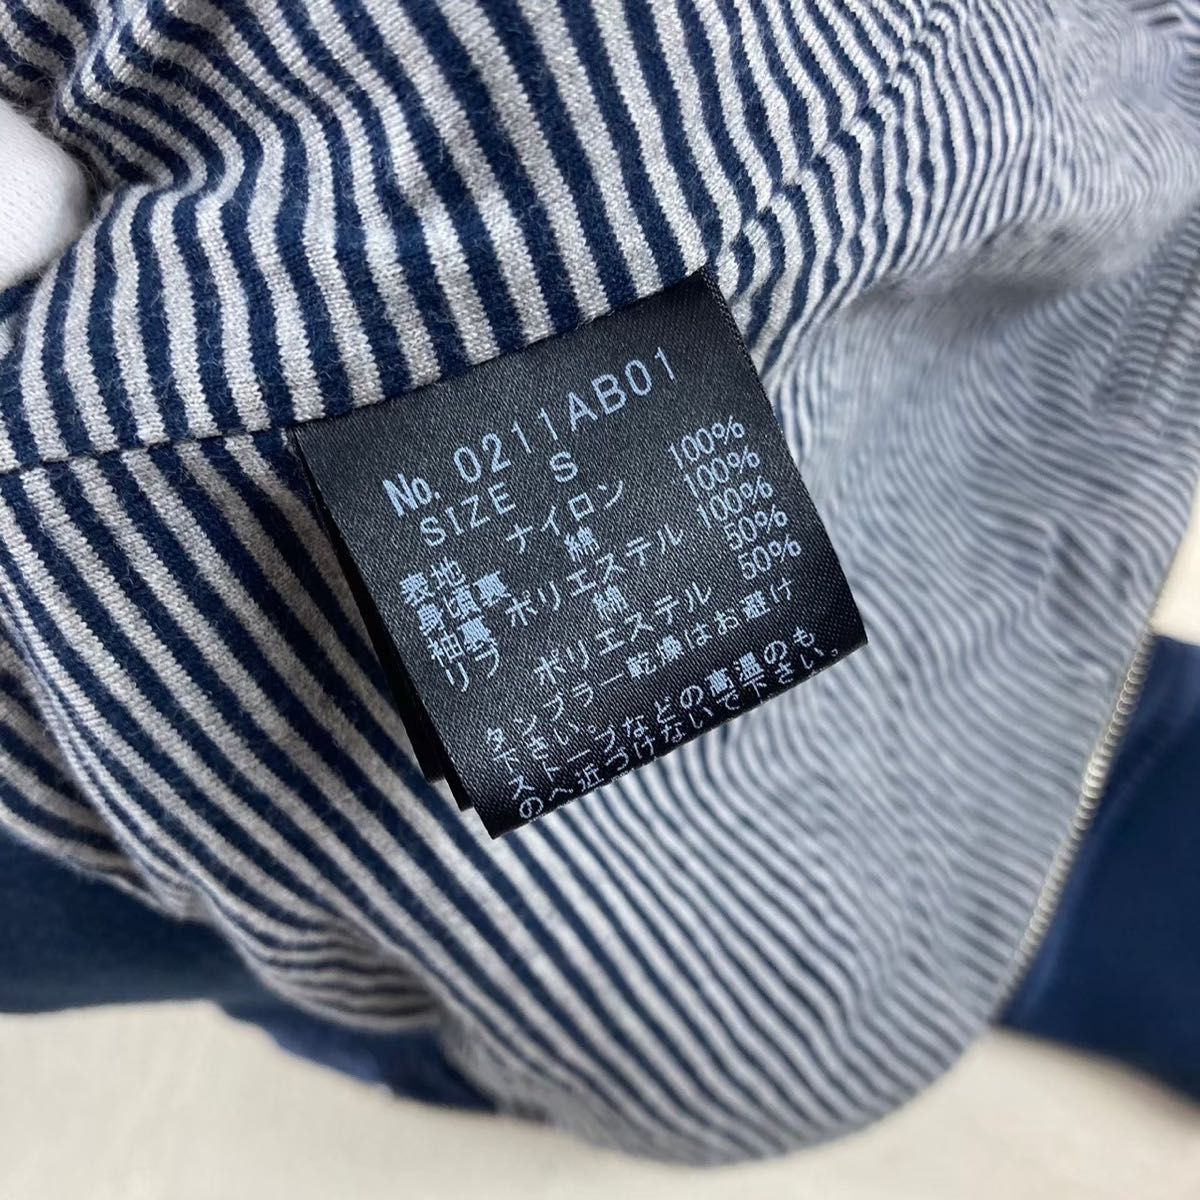 No. 0211AB01
SIZE S
表地 ナイロン 100%
身頃裏 綿 100%
袖裏 ポリエステル 100%
リブ 綿 50%
ポリエステル 50%
タンブラー乾燥はお避け
下さい。
ストーブなどの高温のも
のへ近づけないで下さい。